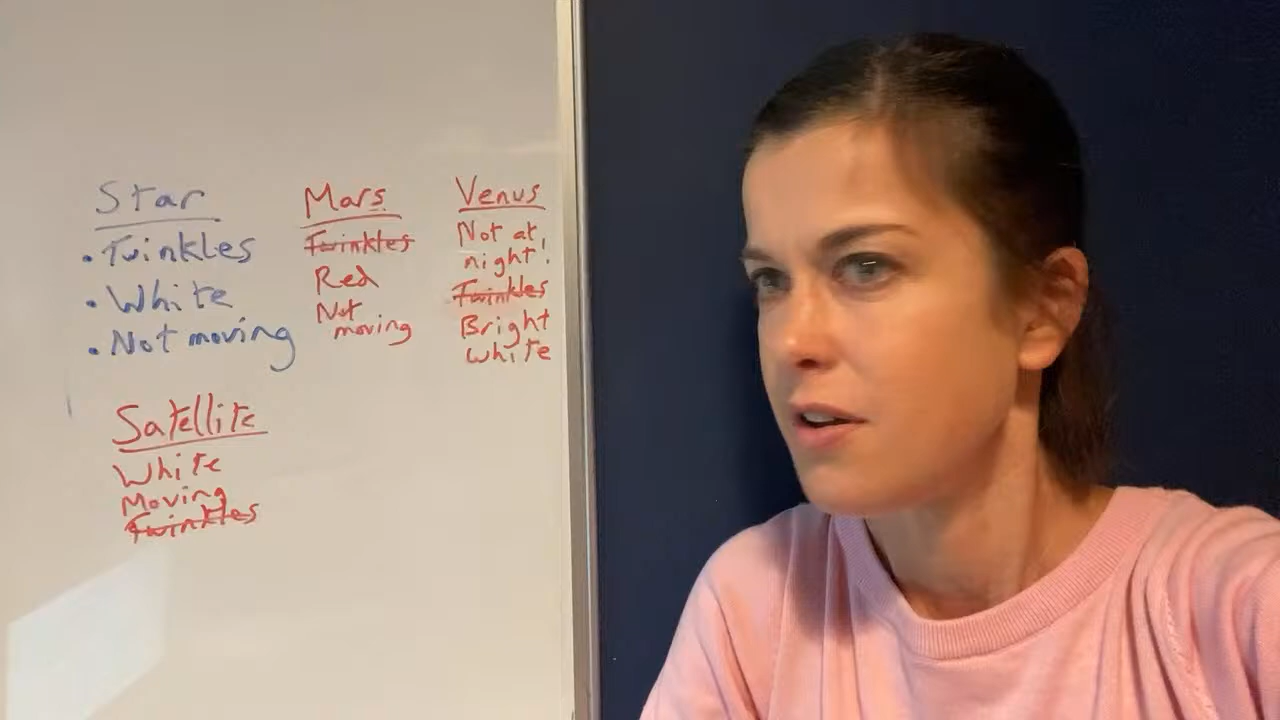 Star
• Twinkles
• White
• Not moving
Mars
Twinkles
Red
Not
moving
Venus
Not at
night!
Twinkles
Bright
white
Satellite
White
Moving
Twinkles